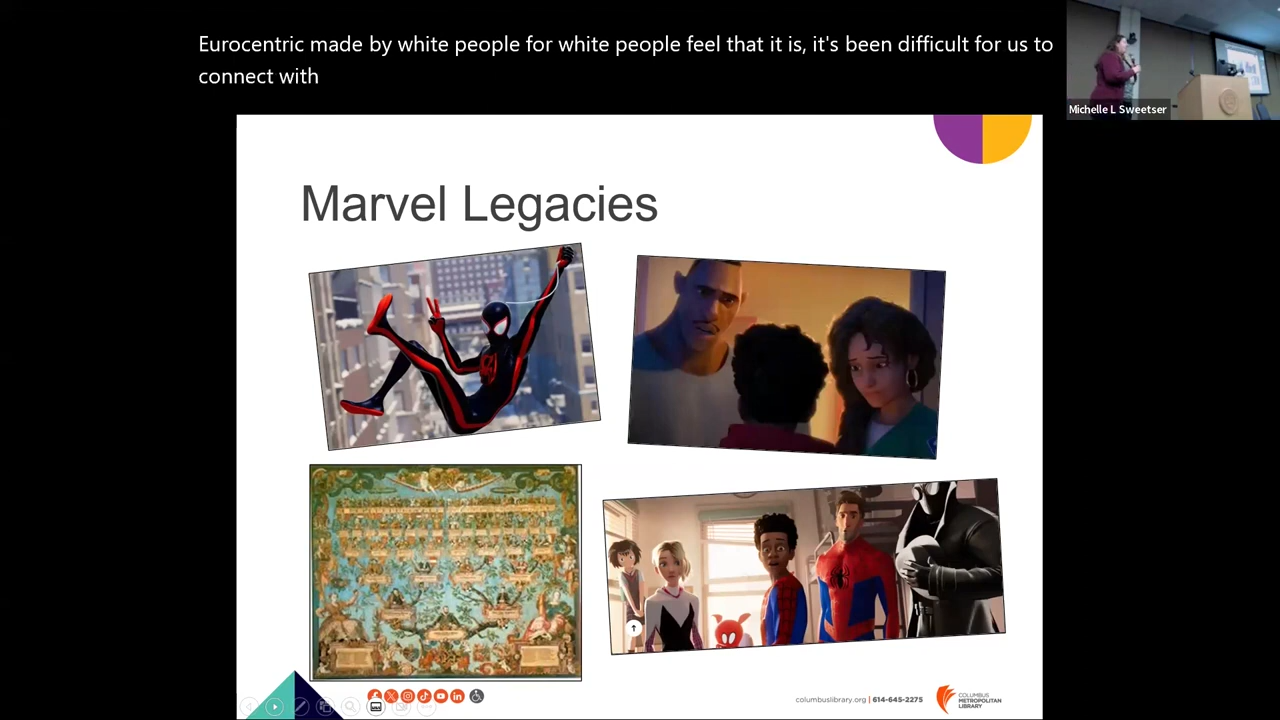 Eurocentric made by white people for white people feel that it is, it's been difficult for us to
connect with
Michelle L Sweetser
Marvel Legacies
columbuslibrary.org | 614-645-2275
COLUMBUS
METROPOLITAN
LIBRARY